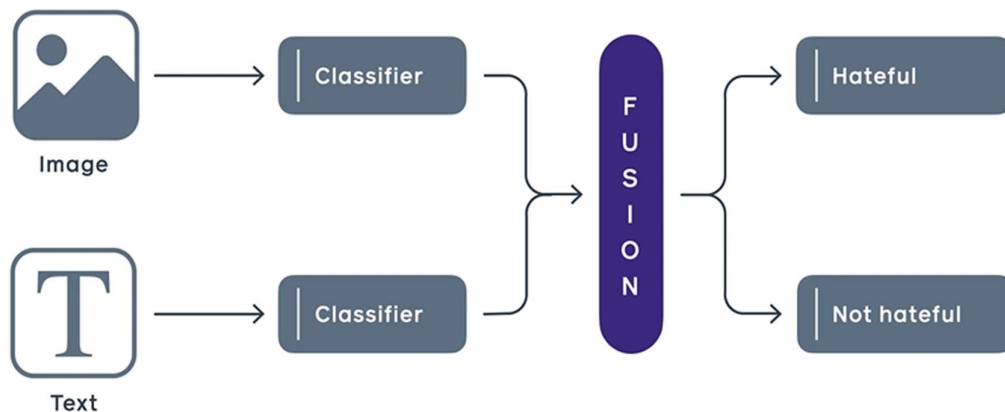 Image
Classifier
FUSION
Hateful
T
Text
Classifier
Not hateful